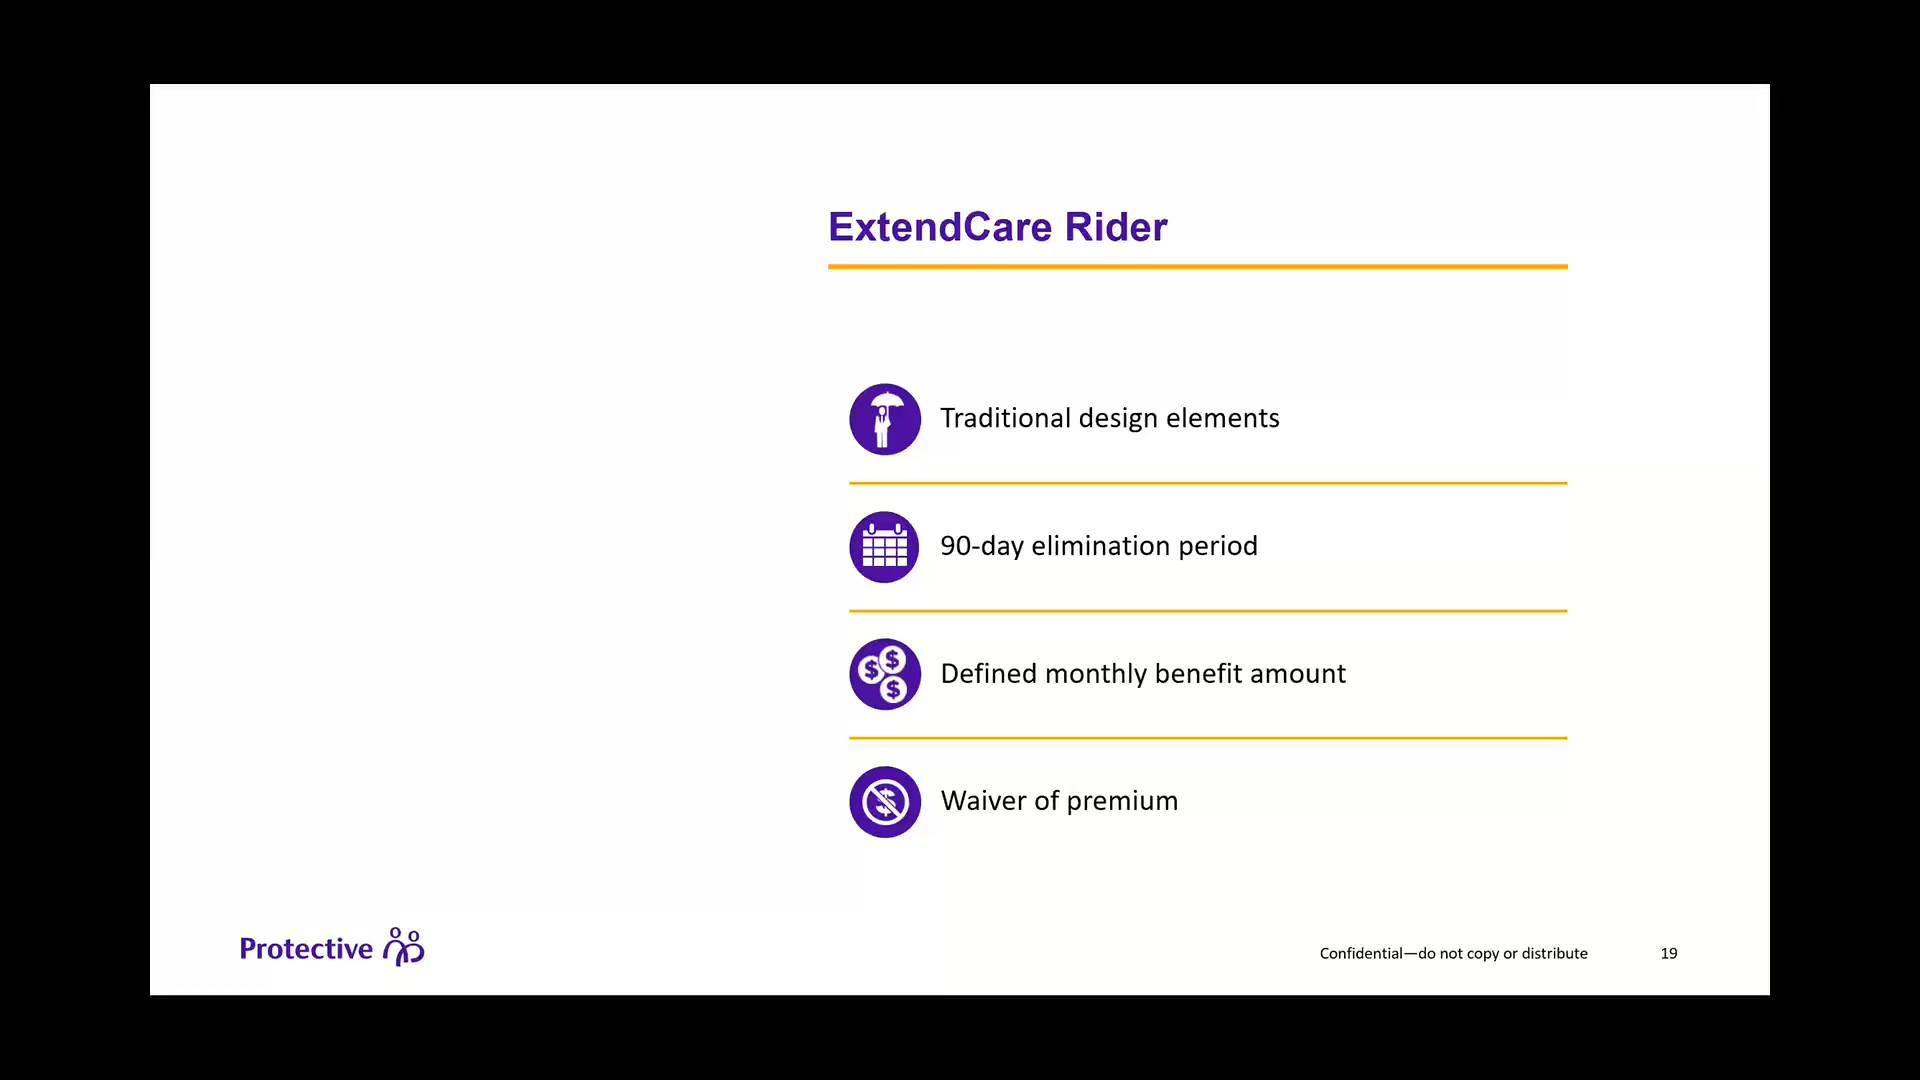 ExtendCare Rider
Traditional design elements
90-day elimination period
Defined monthly benefit amount
Waiver of premium
Protective
Confidential—do not copy or distribute 19